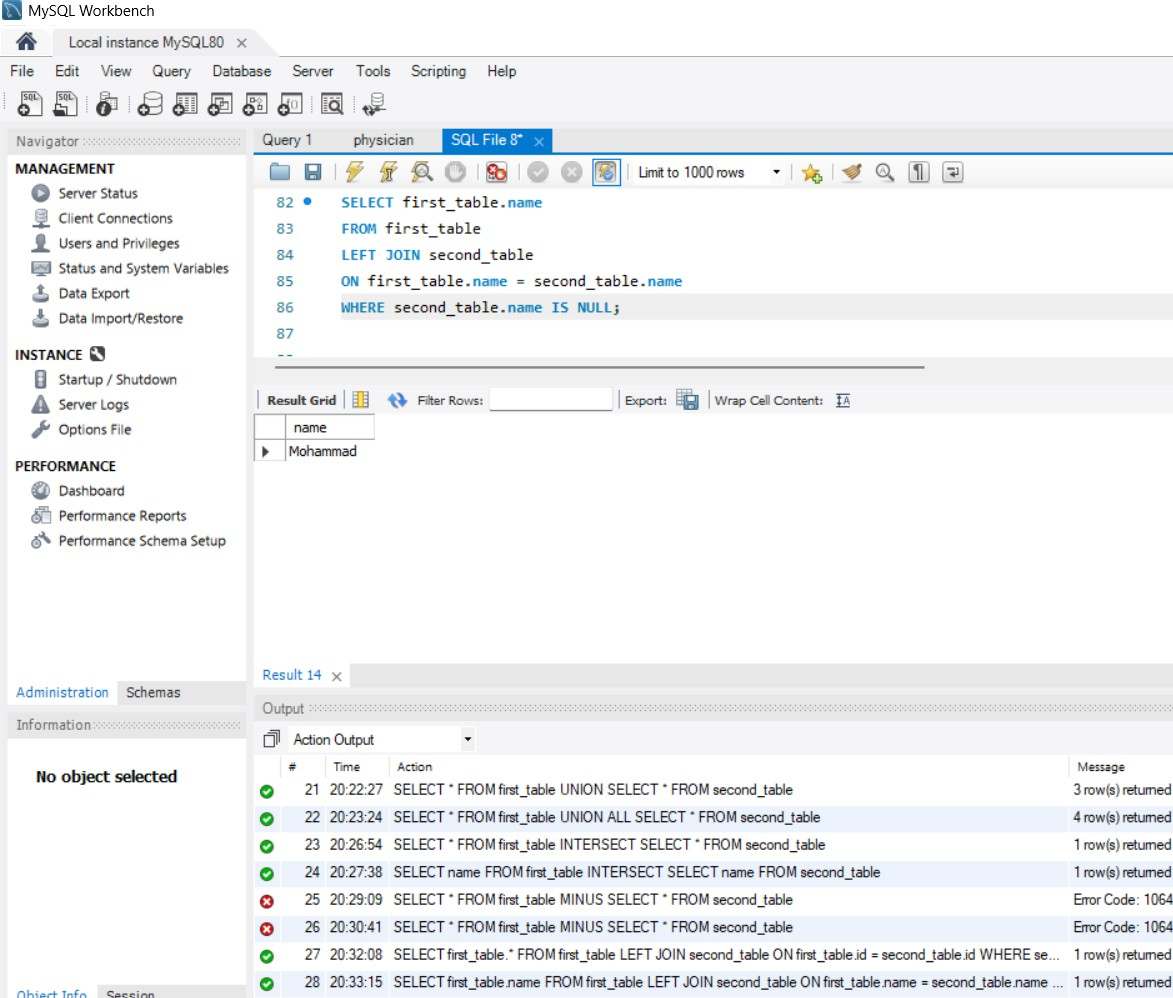 MySQL Workbench
Local instance MySQL80
File Edit View Query Database Server Tools Scripting Help
Navigator
MANAGEMENT
Server Status
Client Connections
Users and Privileges
Status and System Variables
Data Export
Data Import/Restore
INSTANCE
Startup / Shutdown
Server Logs
Options File
PERFORMANCE
Dashboard
Performance Reports
Performance Schema Setup
Administration Schemas
Information
No object selected
Object Info Session
Query 1 physician SQL File 8*
Limit to 1000 rows
82 SELECT first_table.name
83 FROM first_table
84 LEFT JOIN second_table
85 ON first_table.name = second_table.name
86 WHERE second_table.name IS NULL;
87
Result Grid Filter Rows: Export: Wrap Cell Content:
name
Mohammad
Result 14
Output
Action Output
# Time Action Message
21 20:22:27 SELECT * FROM first_table UNION SELECT * FROM second_table 3 row(s) returned
22 20:23:24 SELECT * FROM first_table UNION ALL SELECT * FROM second_table 4 row(s) returned
23 20:26:54 SELECT * FROM first_table INTERSECT SELECT * FROM second_table 1 row(s) returned
24 20:27:38 SELECT name FROM first_table INTERSECT SELECT name FROM second_table 1 row(s) returned
25 20:29:09 SELECT * FROM first_table MINUS SELECT * FROM second_table Error Code: 1064
26 20:30:41 SELECT * FROM first_table MINUS SELECT * FROM second_table Error Code: 1064
27 20:32:08 SELECT first_table.* FROM first_table LEFT JOIN second_table ON first_table.id = second_table.id WHERE se... 1 row(s) returned
28 20:33:15 SELECT first_table.name FROM first_table LEFT JOIN second_table ON first_table.name = second_table.name ... 1 row(s) returned